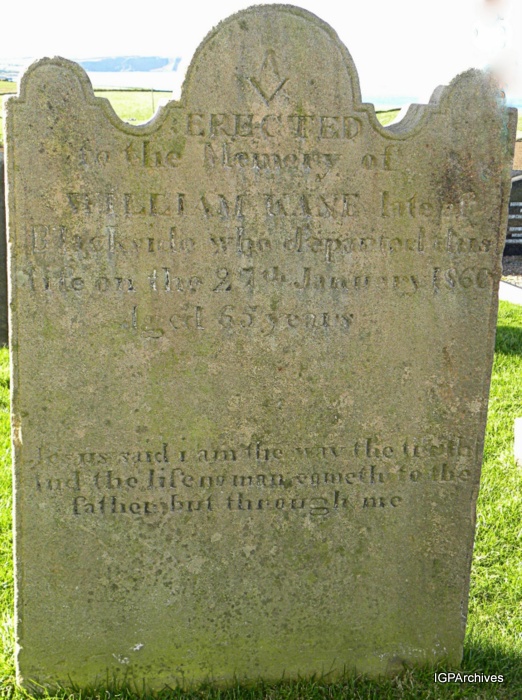 ERECTED
to the Memory of
WILLIAM KANE late of
who departed this
life on the 27th January 1860
aged 65 years
Jesus said i am the way the truth
and the life no man cometh to the
father but through me
IGPArchives